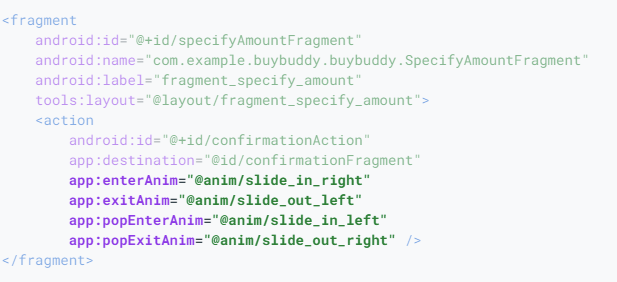 <fragment
    android:id="@+id/specifyAmountFragment"
    android:name="com.example.buybuddy.buybuddy.SpecifyAmountFragment"
    android:label="fragment_specify_amount"
    tools:layout="@layout/fragment_specify_amount">
    <action
        android:id="@+id/confirmationAction"
        app:destination="@id/confirmationFragment"
        app:enterAnim="@anim/slide_in_right"
        app:exitAnim="@anim/slide_out_left"
        app:popEnterAnim="@anim/slide_in_left"
        app:popExitAnim="@anim/slide_out_right" />
</fragment>